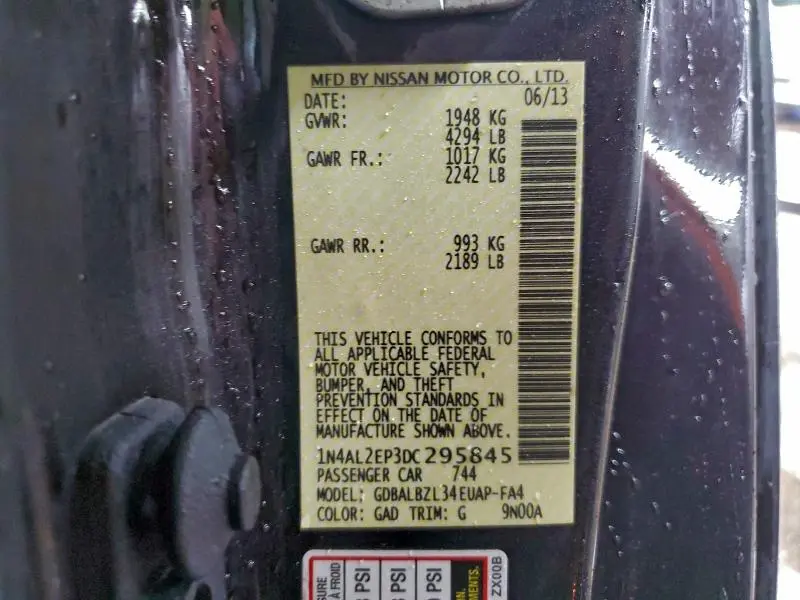 MFD BY NISSAN MOTOR CO., LTD.
DATE: 06/13
GVWR: 1948 KG
4294 LB
GAWR FR.: 1017 KG
2242 LB
GAWR RR.: 993 KG
2189 LB
THIS VEHICLE CONFORMS TO
ALL APPLICABLE FEDERAL
MOTOR VEHICLE SAFETY,
BUMPER, AND THEFT
PREVENTION STANDARDS IN
EFFECT ON THE DATE OF
MANUFACTURE SHOWN ABOVE.
1N4AL2EP3DC295845
PASSENGER CAR 744
MODEL: GDBALBZL34EUAP-FA4
COLOR: GAD TRIM: G 9N00A
À FROID
PSI
PSI
PSI
ZX00B